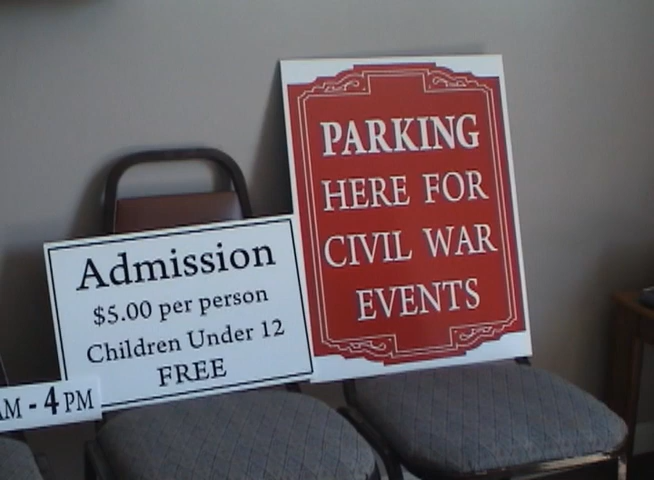 PARKING
HERE FOR
CIVIL WAR
EVENTS
Admission
$5.00 per person
Children Under 12
FREE
AM - 4 PM